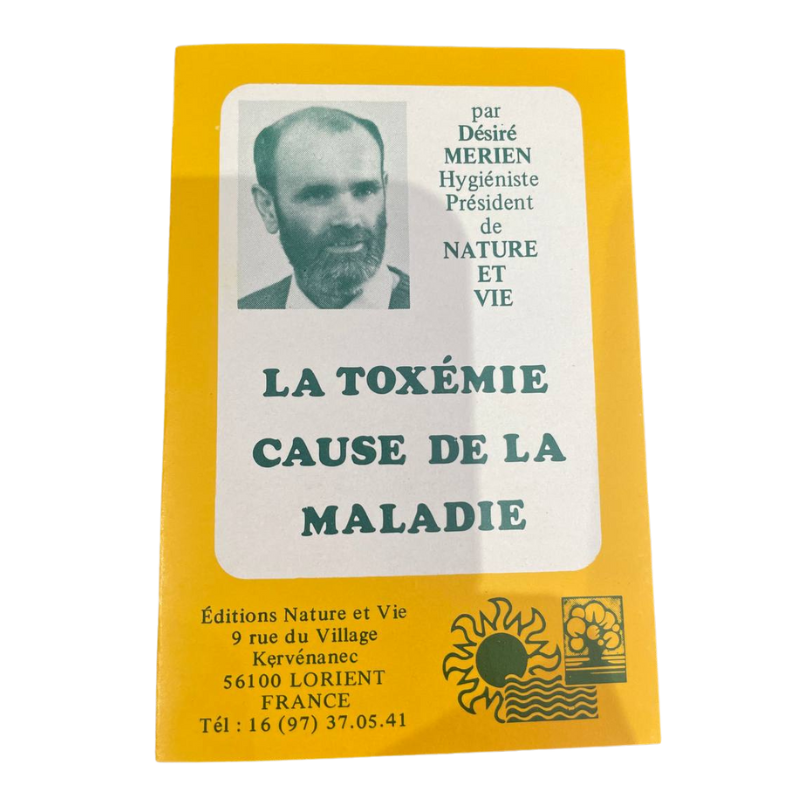 par
Désiré
MERIEN
Hygiéniste
Président
de
NATURE
ET
VIE
LA TOXÉMIE
CAUSE DE LA
MALADIE
Éditions Nature et Vie
9 rue du Village
Kervénanec
56100 LORIENT
FRANCE
Tél : 16 (97) 37.05.41